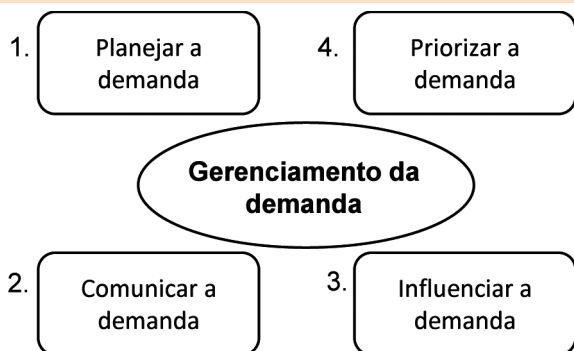 1. Planejar a
demanda
4. Priorizar a
demanda
Gerenciamento da
demanda
2. Comunicar a
demanda
3. Influenciar a
demanda